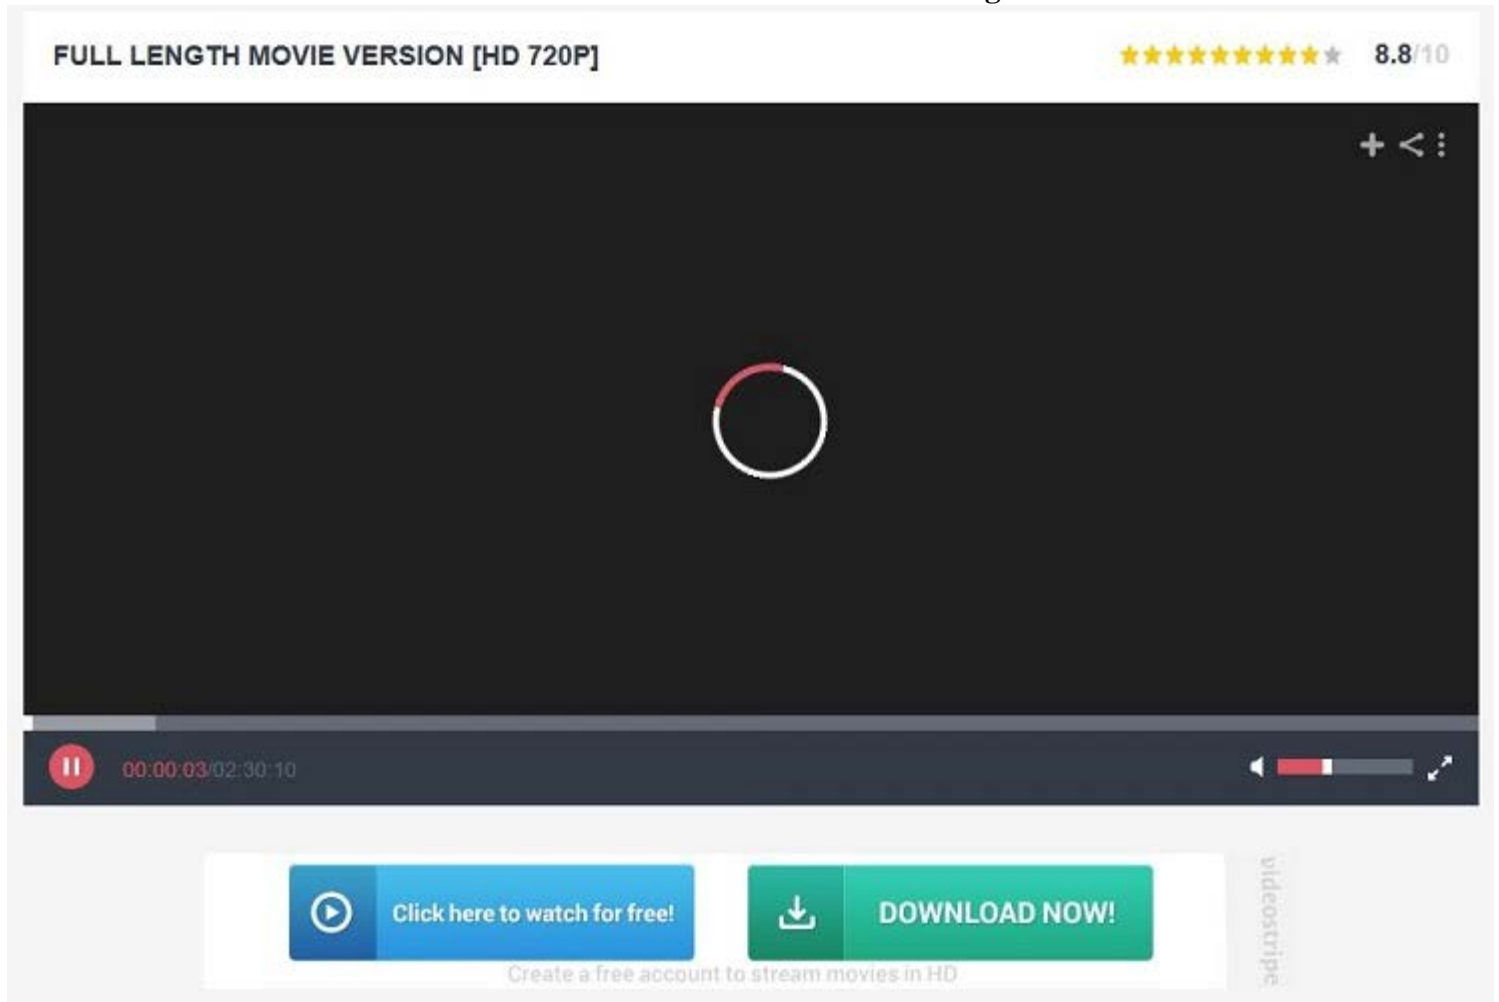 FULL LENGTH MOVIE VERSION [HD 720P]
8.8/10
00:00:03/02:30:10
Click here to watch for free!
DOWNLOAD NOW!
Create a free account to stream movies in HD
videostripe